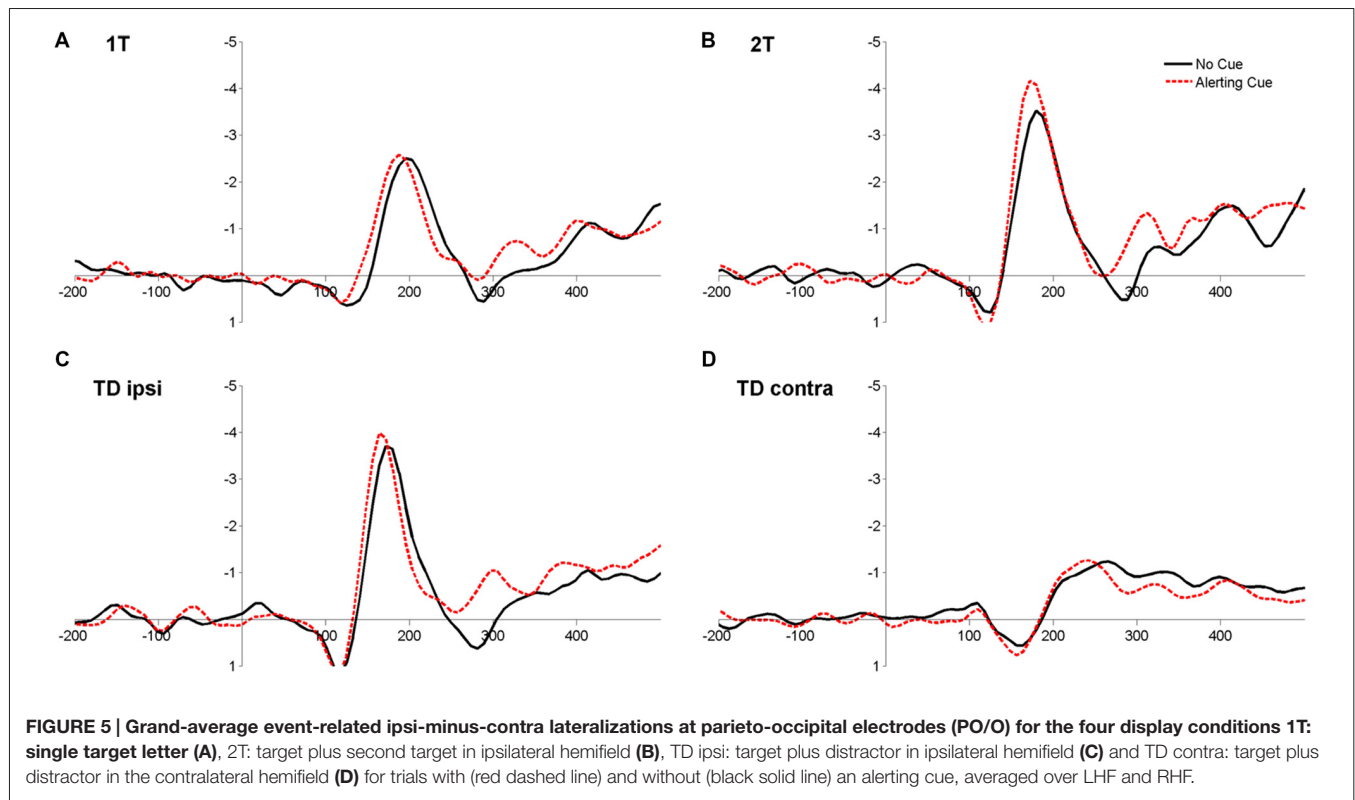 A 1T
-5
-4
-3
-2
-1
1
-200 -100 100 200 300 400
B 2T
No Cue
Alerting Cue
-5
-4
-3
-2
-1
1
-200 -100 100 200 300 400
C
TD ipsi
-5
-4
-3
-2
-1
1
-200 -100 100 200 300 400
D
TD contra
-5
-4
-3
-2
-1
1
-200 -100 100 200 300 400
FIGURE 5 | Grand-average event-related ipsi-minus-contra lateralizations at parieto-occipital electrodes (PO/O) for the four display conditions 1T:
single target letter (A), 2T: target plus second target in ipsilateral hemifield (B), TD ipsi: target plus distractor in ipsilateral hemifield (C) and TD contra: target plus
distractor in the contralateral hemifield (D) for trials with (red dashed line) and without (black solid line) an alerting cue, averaged over LHF and RHF.